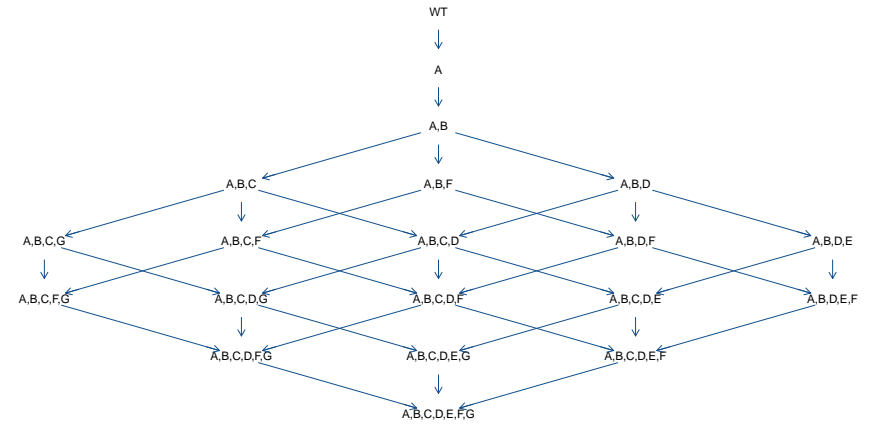 WT
A
A,B
A,B,C
A,B,F
A,B,D
A,B,C,G
A,B,C,F
A,B,C,D
A,B,D,F
A,B,D,E
A,B,C,F,G
A,B,C,D,G
A,B,C,D,F
A,B,C,D,E
A,B,D,E,F
A,B,C,D,F,G
A,B,C,D,E,G
A,B,C,D,E,F
A,B,C,D,E,F,G